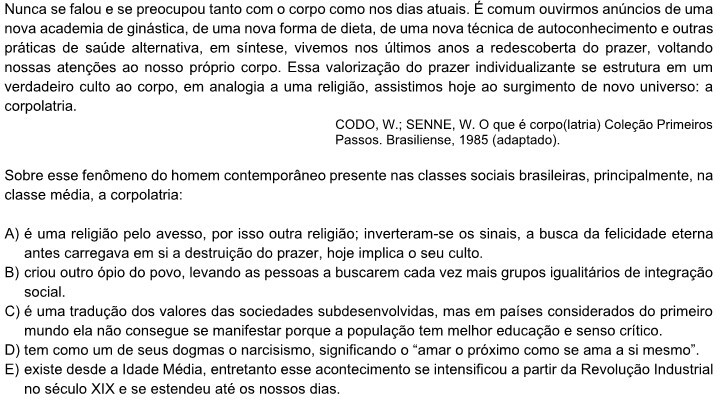 Nunca se falou e se preocupou tanto com o corpo como nos dias atuais. É comum ouvirmos anúncios de uma
nova academia de ginástica, de uma nova forma de dieta, de uma nova técnica de autoconhecimento e outras
práticas de saúde alternativa, em síntese, vivemos nos últimos anos a redescoberta do prazer, voltando
nossas atenções ao nosso próprio corpo. Essa valorização do prazer individualizante se estrutura em um
verdadeiro culto ao corpo, em analogia a uma religião, assistimos hoje ao surgimento de novo universo: a
corpolatria.
CODO, W.; SENNE, W. O que é corpo(latria) Coleção Primeiros
Passos. Brasiliense, 1985 (adaptado).
Sobre esse fenômeno do homem contemporâneo presente nas classes sociais brasileiras, principalmente, na
classe média, a corpolatria:
A) é uma religião pelo avesso, por isso outra religião; inverteram-se os sinais, a busca da felicidade eterna
antes carregava em si a destruição do prazer, hoje implica o seu culto.
B) criou outro ópio do povo, levando as pessoas a buscarem cada vez mais grupos igualitários de integração
social.
C) é uma tradução dos valores das sociedades subdesenvolvidas, mas em países considerados do primeiro
mundo ela não consegue se manifestar porque a população tem melhor educação e senso crítico.
D) tem como um de seus dogmas o narcisismo, significando o “amar o próximo como se ama a si mesmo”.
E) existe desde a Idade Média, entretanto esse acontecimento se intensificou a partir da Revolução Industrial
no século XIX e se estendeu até os nossos dias.